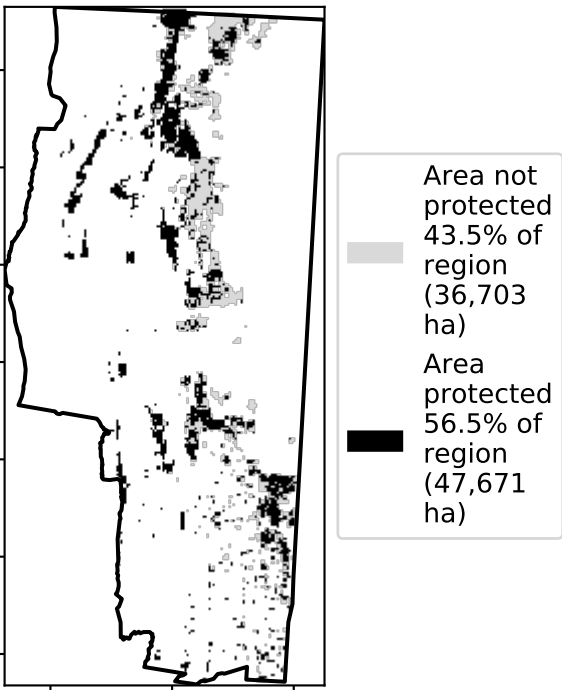 Area not
protected
43.5% of
region
(36,703
ha)
Area
protected
56.5% of
region
(47,671
ha)